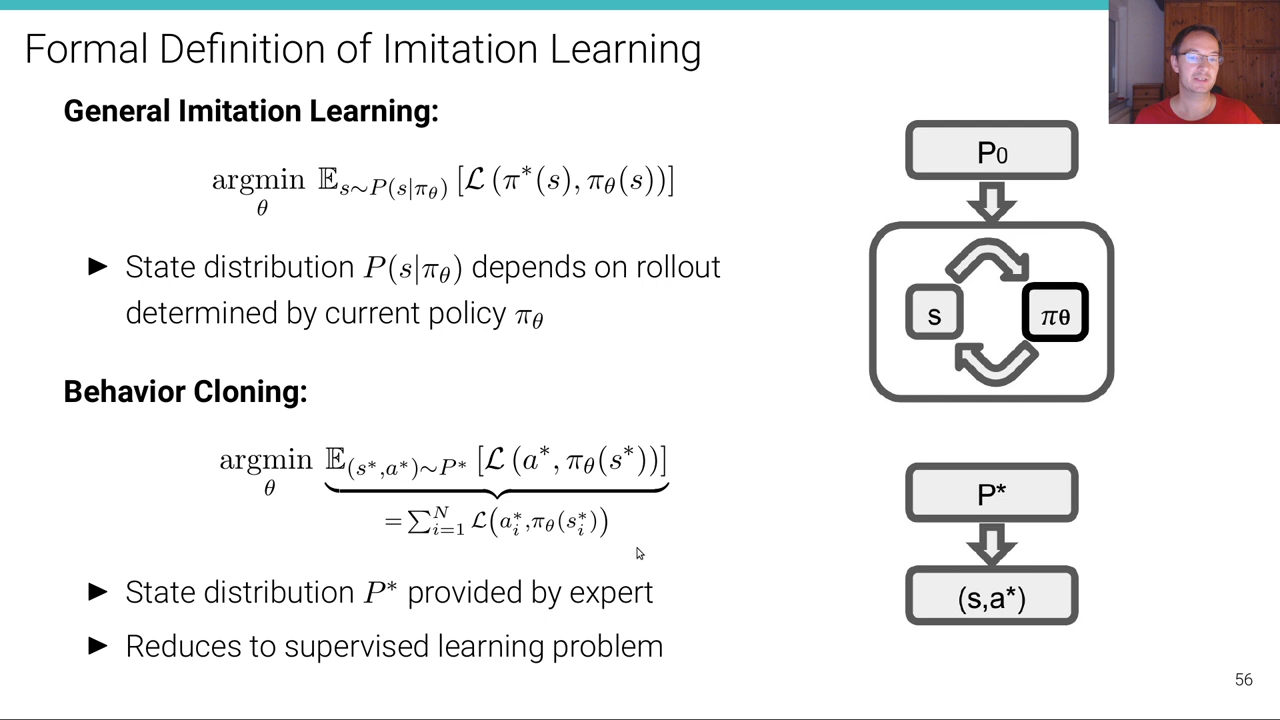 Formal Definition of Imitation Learning
General Imitation Learning:
argmin 𝔼_{s∼P(s|π_θ)} [ℒ (π*(s), π_θ(s))]
θ
► State distribution P(s|π_θ) depends on rollout
determined by current policy π_θ
Behavior Cloning:
argmin 𝔼_{(s*,a*)∼P*} [ℒ (a*, π_θ(s*))]
θ
= ∑_{i=1}^{N} ℒ(a_i^*, π_θ(s_i^*))
► State distribution P* provided by expert
► Reduces to supervised learning problem
P0
s
πθ
P*
(s,a*)
56